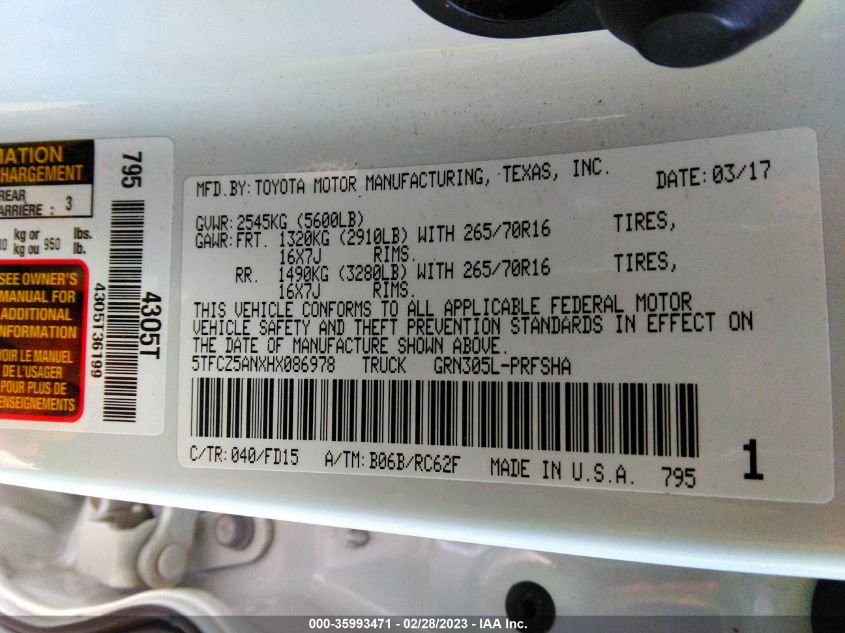 MATION
CHARGEMENT
REAR
ARRIÈRE : 3
kg or lbs.
kg ou 950 lb.
SEE OWNER'S
MANUAL FOR
ADDITIONAL
INFORMATION
VOIR LE MANUEL
DE L'USAGER
POUR PLUS DE
RENSEIGNEMENTS
795
4305T
4305T36199
MFD.BY:TOYOTA MOTOR MANUFACTURING, TEXAS, INC. DATE:03/17
GVWR:2545KG (5600LB)
GAWR:FRT. 1320KG (2910LB) WITH 265/70R16 TIRES,
16X7J RIMS.
RR. 1490KG (3280LB) WITH 265/70R16 TIRES,
16X7J RIMS.
THIS VEHICLE CONFORMS TO ALL APPLICABLE FEDERAL MOTOR
VEHICLE SAFETY AND THEFT PREVENTION STANDARDS IN EFFECT ON
THE DATE OF MANUFACTURE SHOWN ABOVE.
5TFCZ5ANXHX086978 TRUCK GRN305L-PRFSHA
C/TR:040/FD15 A/TM:B06B/RC62F MADE IN U.S.A. 795 1
000-35993471 - 02/28/2023 - IAA Inc.